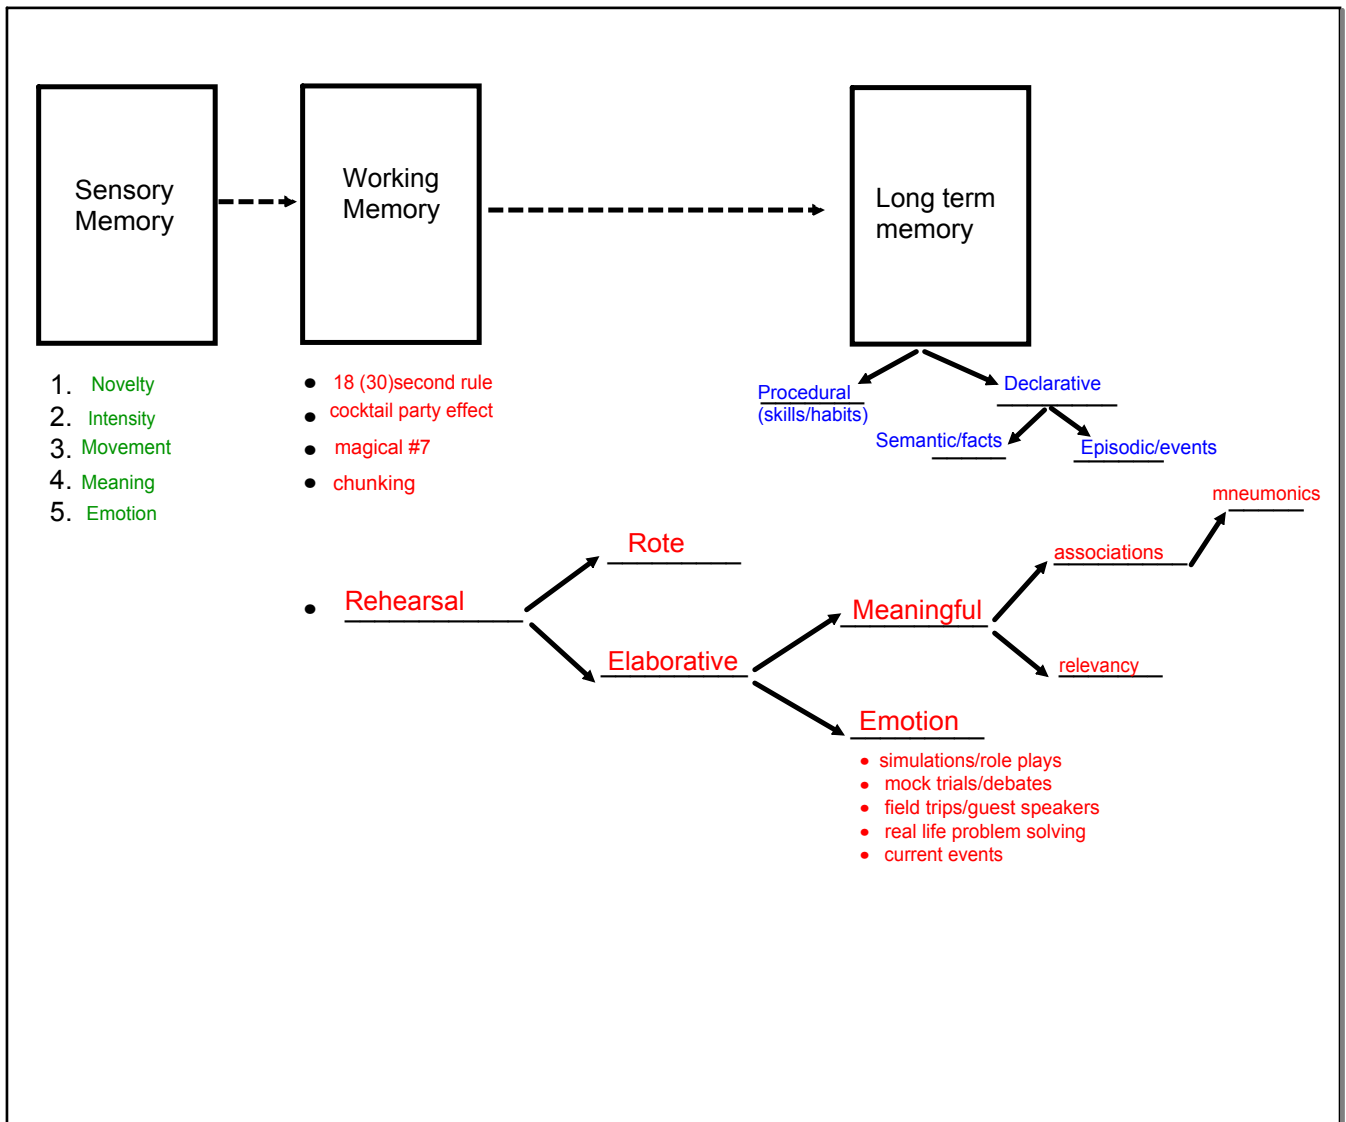 Sensory
Memory
Working
Memory
Long term
memory
1. Novelty
2. Intensity
3. Movement
4. Meaning
5. Emotion
• 18 (30)second rule
• cocktail party effect
• magical #7
• chunking
Procedural
(skills/habits)
Declarative
Semantic/facts
Episodic/events
• Rehearsal
Rote
Elaborative
Meaningful
associations
mneumonics
relevancy
Emotion
• simulations/role plays
• mock trials/debates
• field trips/guest speakers
• real life problem solving
• current events